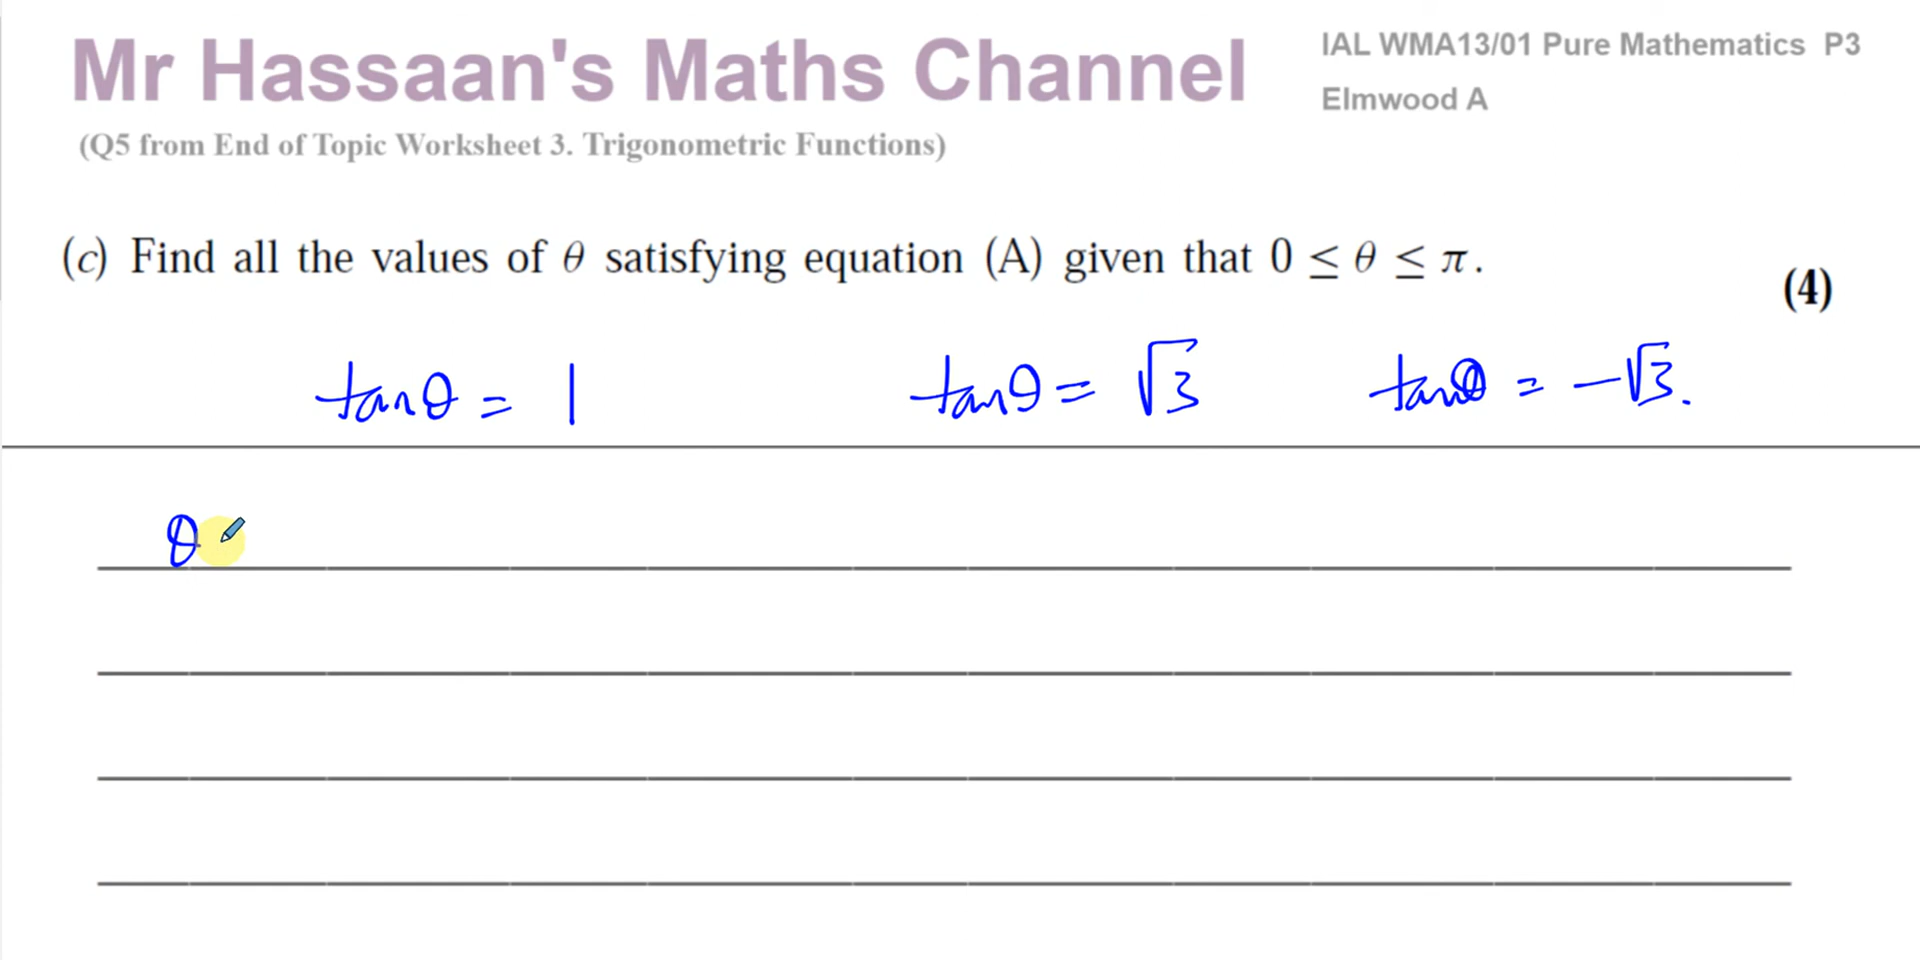 Mr Hassaan's Maths Channel
IAL WMA13/01 Pure Mathematics P3
Elmwood A
(Q5 from End of Topic Worksheet 3. Trigonometric Functions)
(c) Find all the values of θ satisfying equation (A) given that 0 ≤ θ ≤ π.
(4)
tanθ = 1 tanθ = √3 tanθ = -√3.
θ